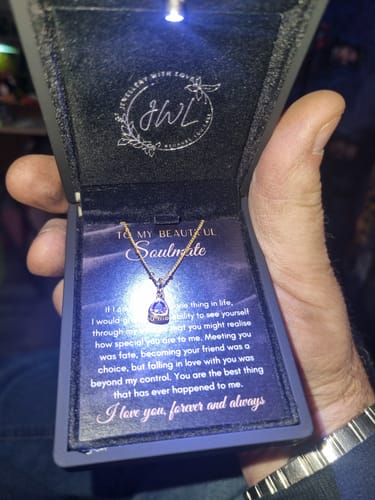 JEWELLERY WITH LOVE
JWL
TO MY BEAUTIFUL
Soulmate
If I thing in life,
I would ability to see yourself
through my that you might realise
how special you are to me. Meeting you
was fate, becoming your friend was a
choice, but falling in love with you was
beyond my control. You are the best thing
that has ever happened to me.
I love you, forever and always